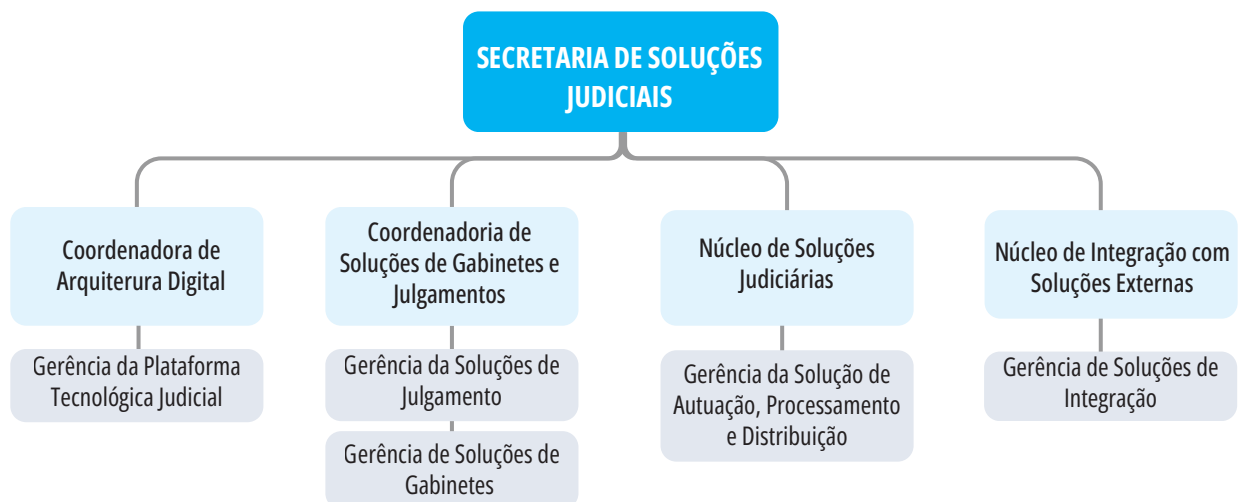 SECRETARIA DE SOLUÇÕES
JUDICIAIS
Coordenadora de
Arquiterura Digital
Gerência da Plataforma
Tecnológica Judicial
Coordenadoria de
Soluções de Gabinetes e
Julgamentos
Gerência da Soluções de
Julgamento
Gerência de Soluções de
Gabinetes
Núcleo de Soluções
Judiciárias
Gerência da Solução de
Autuação, Processamento
e Distribuição
Núcleo de Integração com
Soluções Externas
Gerência de Soluções de
Integração